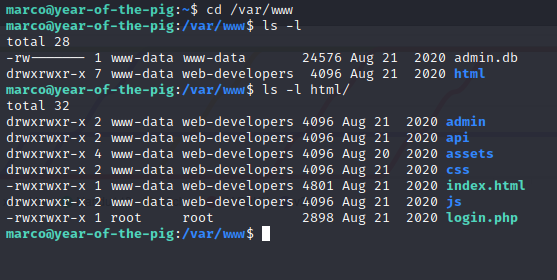 marco@year-of-the-pig:~$ cd /var/www
marco@year-of-the-pig:/var/www$ ls -l
total 28
-rw------- 1 www-data www-data       24576 Aug 21  2020 admin.db
drwxrwxr-x 7 www-data web-developers  4096 Aug 21  2020 html
marco@year-of-the-pig:/var/www$ ls -l html/
total 32
drwxrwxr-x 2 www-data web-developers 4096 Aug 21  2020 admin
drwxrwxr-x 2 www-data web-developers 4096 Aug 21  2020 api
drwxrwxr-x 4 www-data web-developers 4096 Aug 20  2020 assets
drwxrwxr-x 2 www-data web-developers 4096 Aug 21  2020 css
-rwxrwxr-x 1 www-data web-developers 4801 Aug 21  2020 index.html
drwxrwxr-x 2 www-data web-developers 4096 Aug 21  2020 js
-rwxrwxr-x 1 root     root           2898 Aug 21  2020 login.php
marco@year-of-the-pig:/var/www$